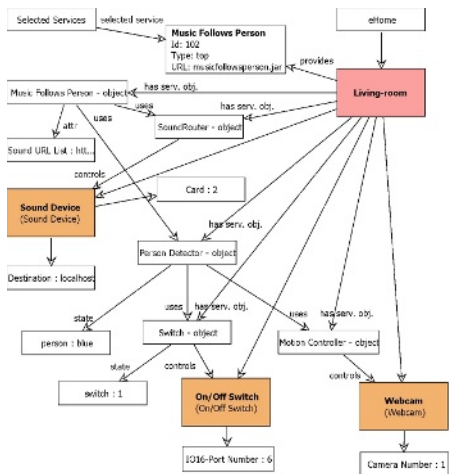 Selected Services
selected service
Music Follows Person
Id: 102
Type: top
URL: musicfollowsperson.jar
eHome
provides
Living-room
has serv. obj.
Music Follows Person - object
uses
has serv. obj.
attr
uses
SoundRouter - object
Sound URL List : htt...
controls
Card : 2
Sound Device
(Sound Device)
has serv. obj.
Person Detector - object
Destination : localhost
uses
has serv. obj.
uses
has serv. obj.
state
Switch - object
person : blue
Motion Controller - object
state
controls
controls
switch : 1
On/Off Switch
(On/Off Switch)
Webcam
(Webcam)
IO16-Port Number : 6
Camera Number : 1